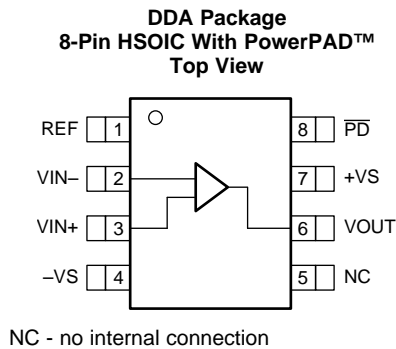 DDA Package
8-Pin HSOIC With PowerPAD™
Top View
REF 1
VIN– 2
VIN+ 3
–VS 4
8 P̅D̅
7 +VS
6 VOUT
5 NC
NC - no internal connection